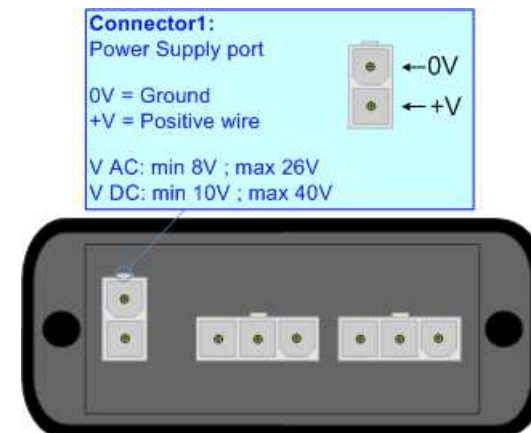 Connector1:
Power Supply port
0V = Ground
+V = Positive wire
V AC: min 8V ; max 26V
V DC: min 10V ; max 40V
←0V
←+V